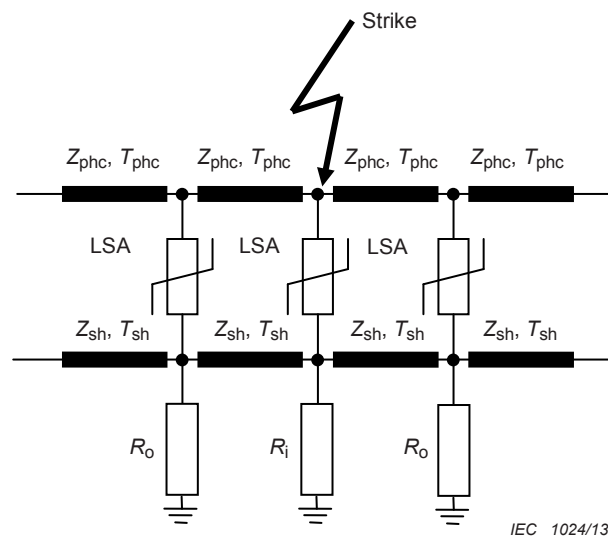 Strike
Zphc, Tphc Zphc, Tphc Zphc, Tphc Zphc, Tphc
LSA LSA LSA
Zsh, Tsh Zsh, Tsh Zsh, Tsh Zsh, Tsh
Ro Ri Ro
IEC 1024/13